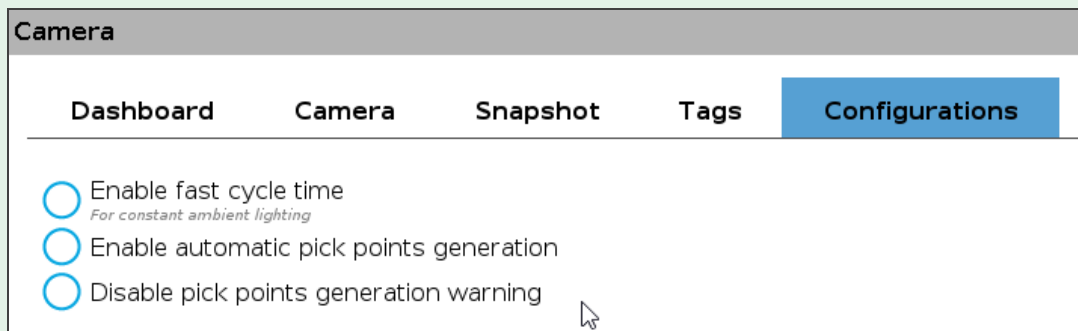 Camera
Dashboard Camera Snapshot Tags Configurations
Enable fast cycle time
For constant ambient lighting
Enable automatic pick points generation
Disable pick points generation warning